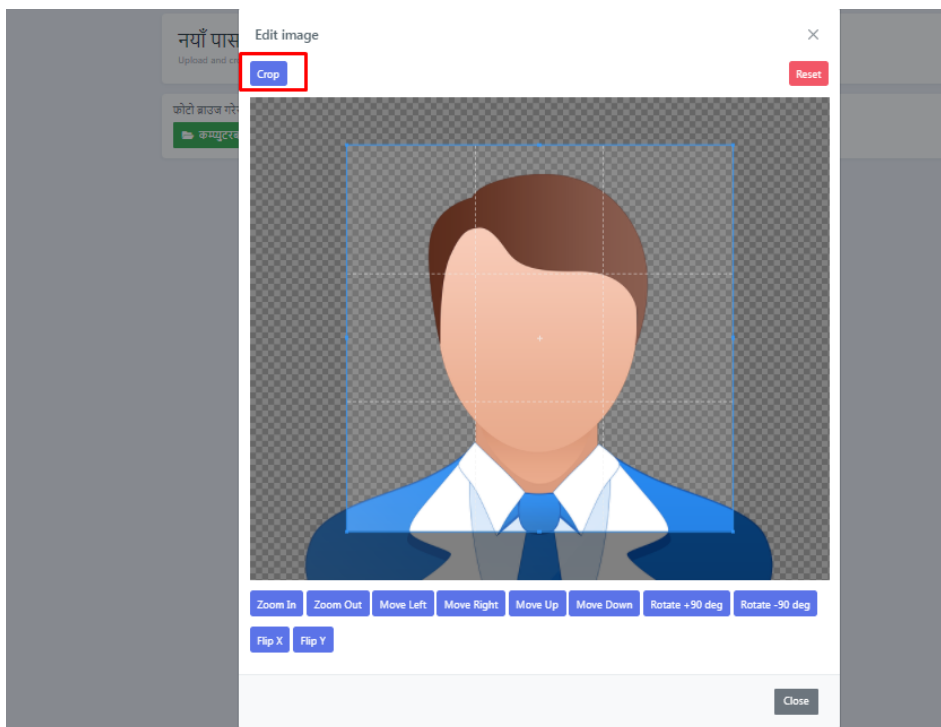 नयाँ पास
Edit image
×
Upload and cr
Crop
Reset
फोटो ब्राउज गरे
कम्प्युटरब
Zoom In Zoom Out Move Left Move Right Move Up Move Down Rotate +90 deg Rotate -90 deg
Flip X Flip Y
Close